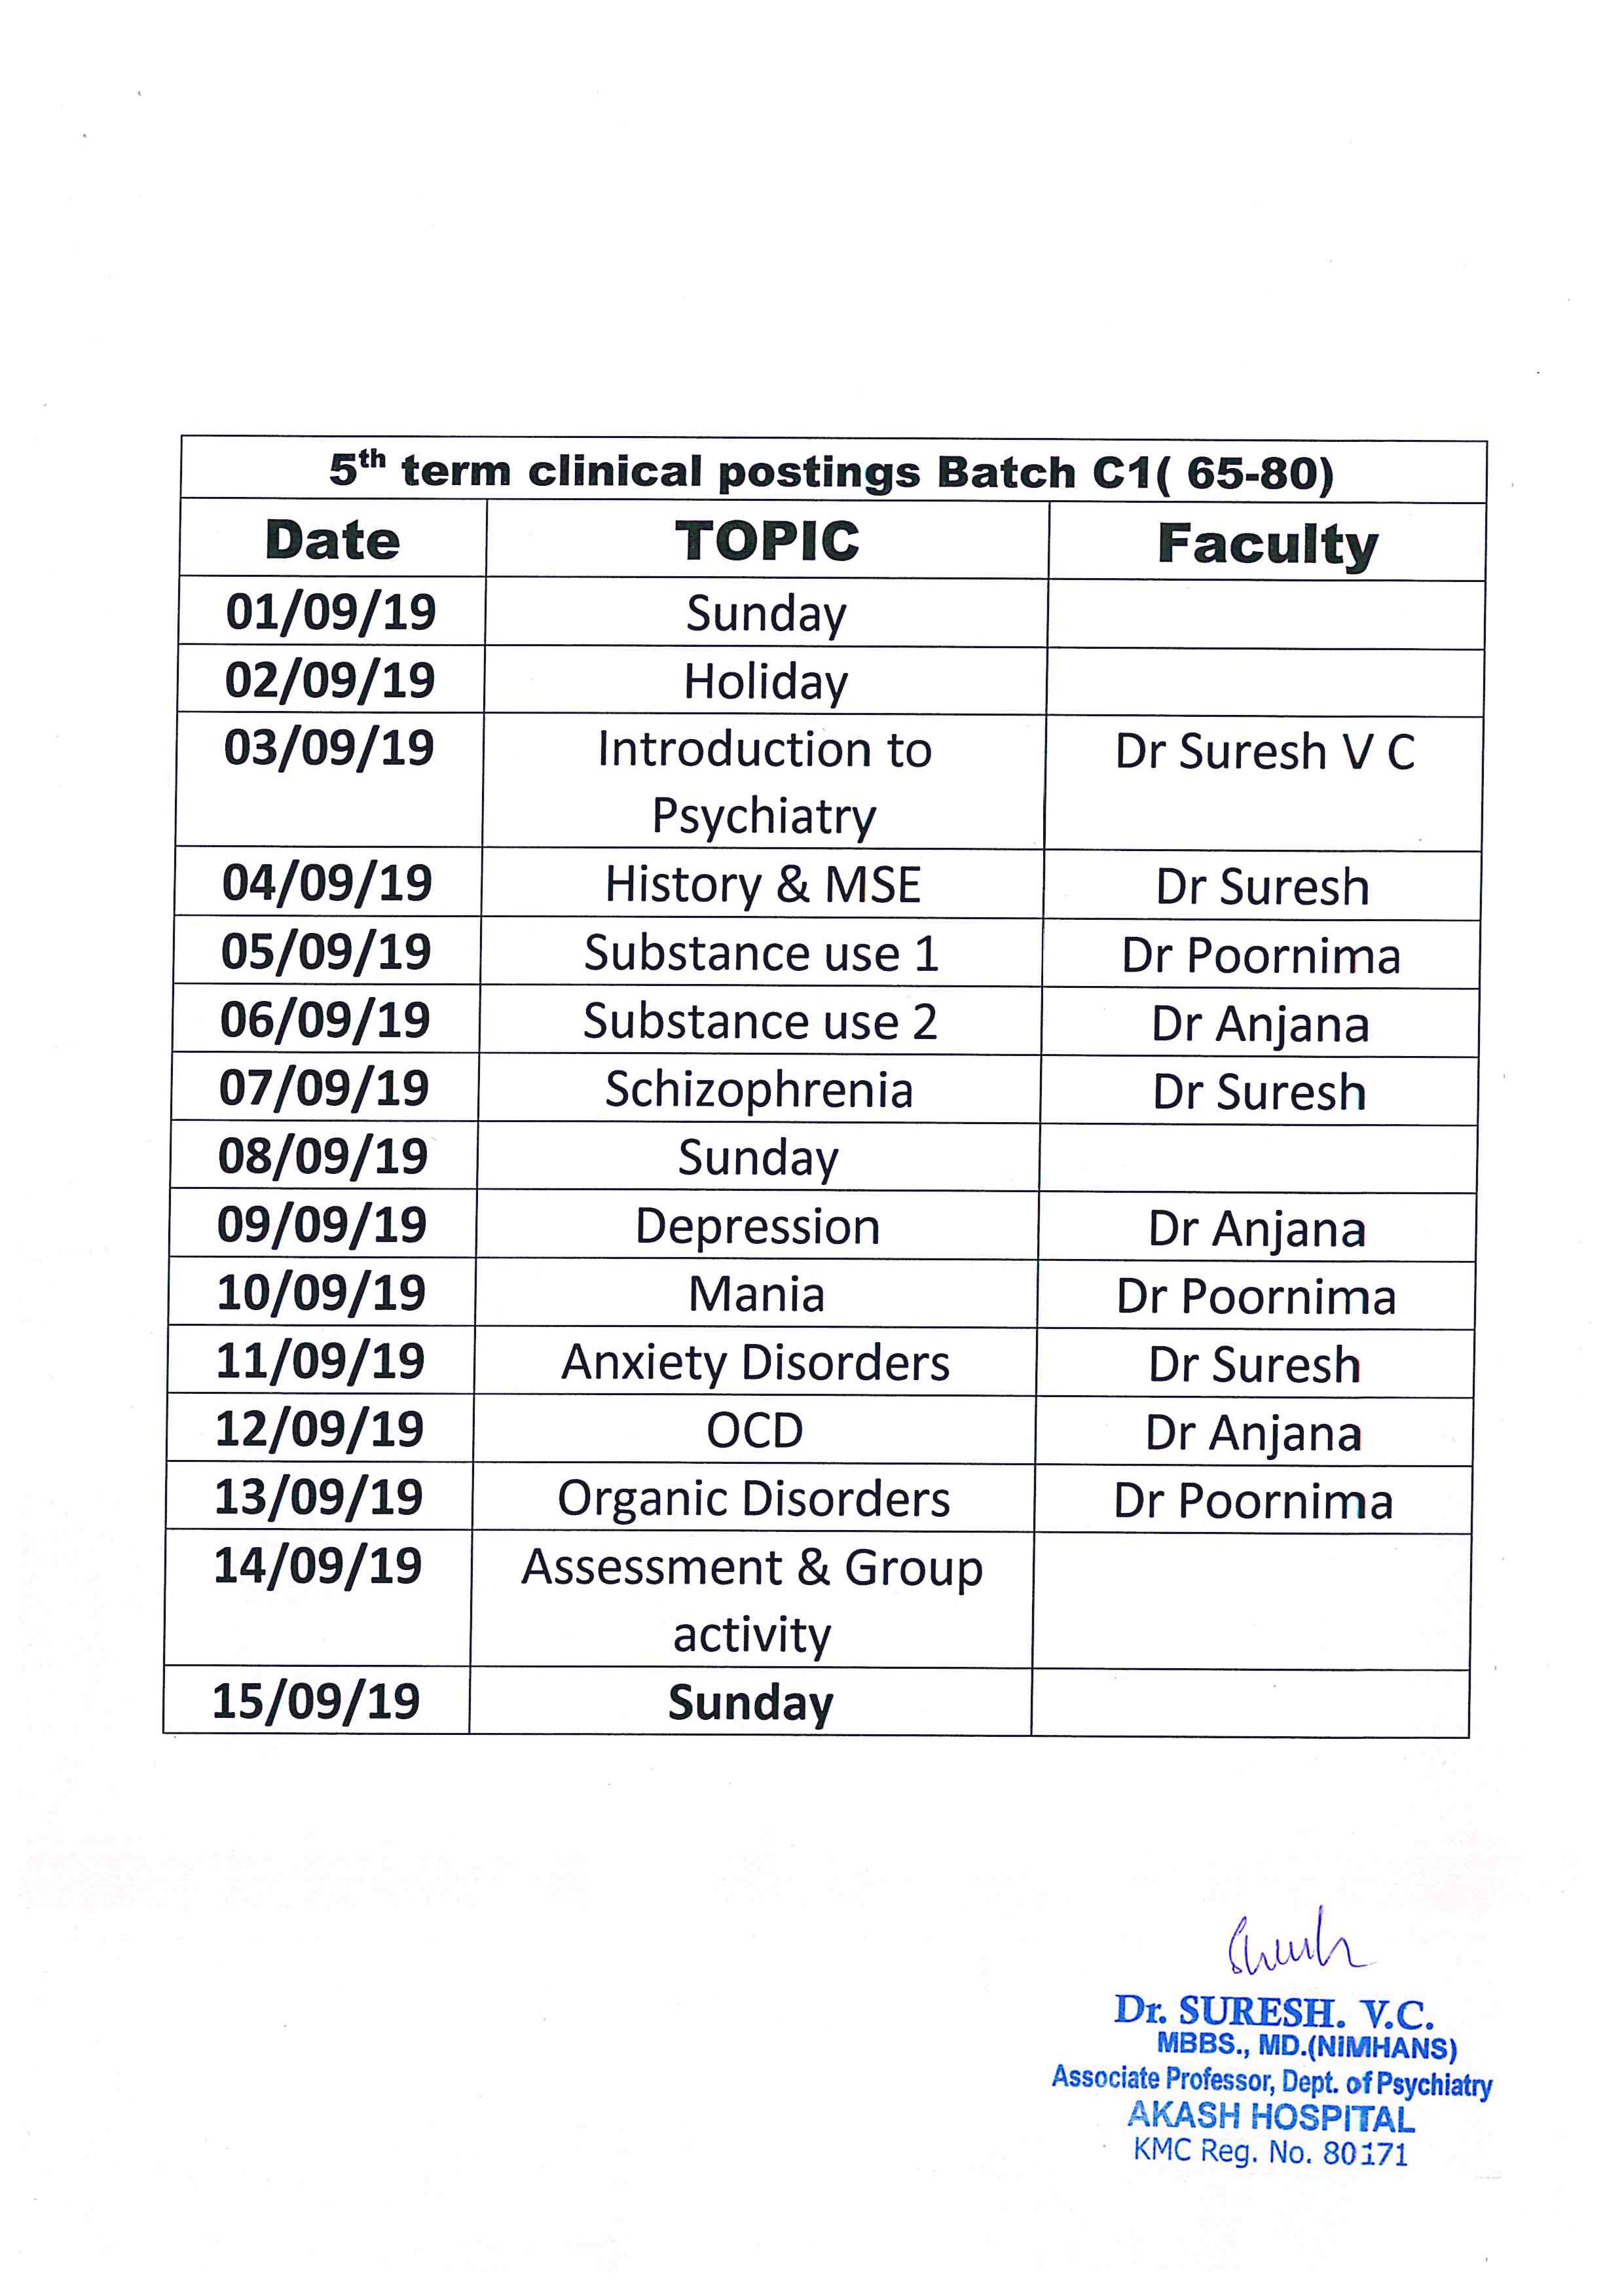 5th term clinical postings Batch C1( 65-80)
Date TOPIC Faculty
01/09/19 Sunday
02/09/19 Holiday
03/09/19 Introduction to Dr Suresh V C
Psychiatry
04/09/19 History & MSE Dr Suresh
05/09/19 Substance use 1 Dr Poornima
06/09/19 Substance use 2 Dr Anjana
07/09/19 Schizophrenia Dr Suresh
08/09/19 Sunday
09/09/19 Depression Dr Anjana
10/09/19 Mania Dr Poornima
11/09/19 Anxiety Disorders Dr Suresh
12/09/19 OCD Dr Anjana
13/09/19 Organic Disorders Dr Poornima
14/09/19 Assessment & Group
activity
15/09/19 Sunday
Dr. SURESH. V.C.
MBBS., MD.(NIMHANS)
Associate Professor, Dept. of Psychiatry
AKASH HOSPITAL
KMC Reg. No. 80171